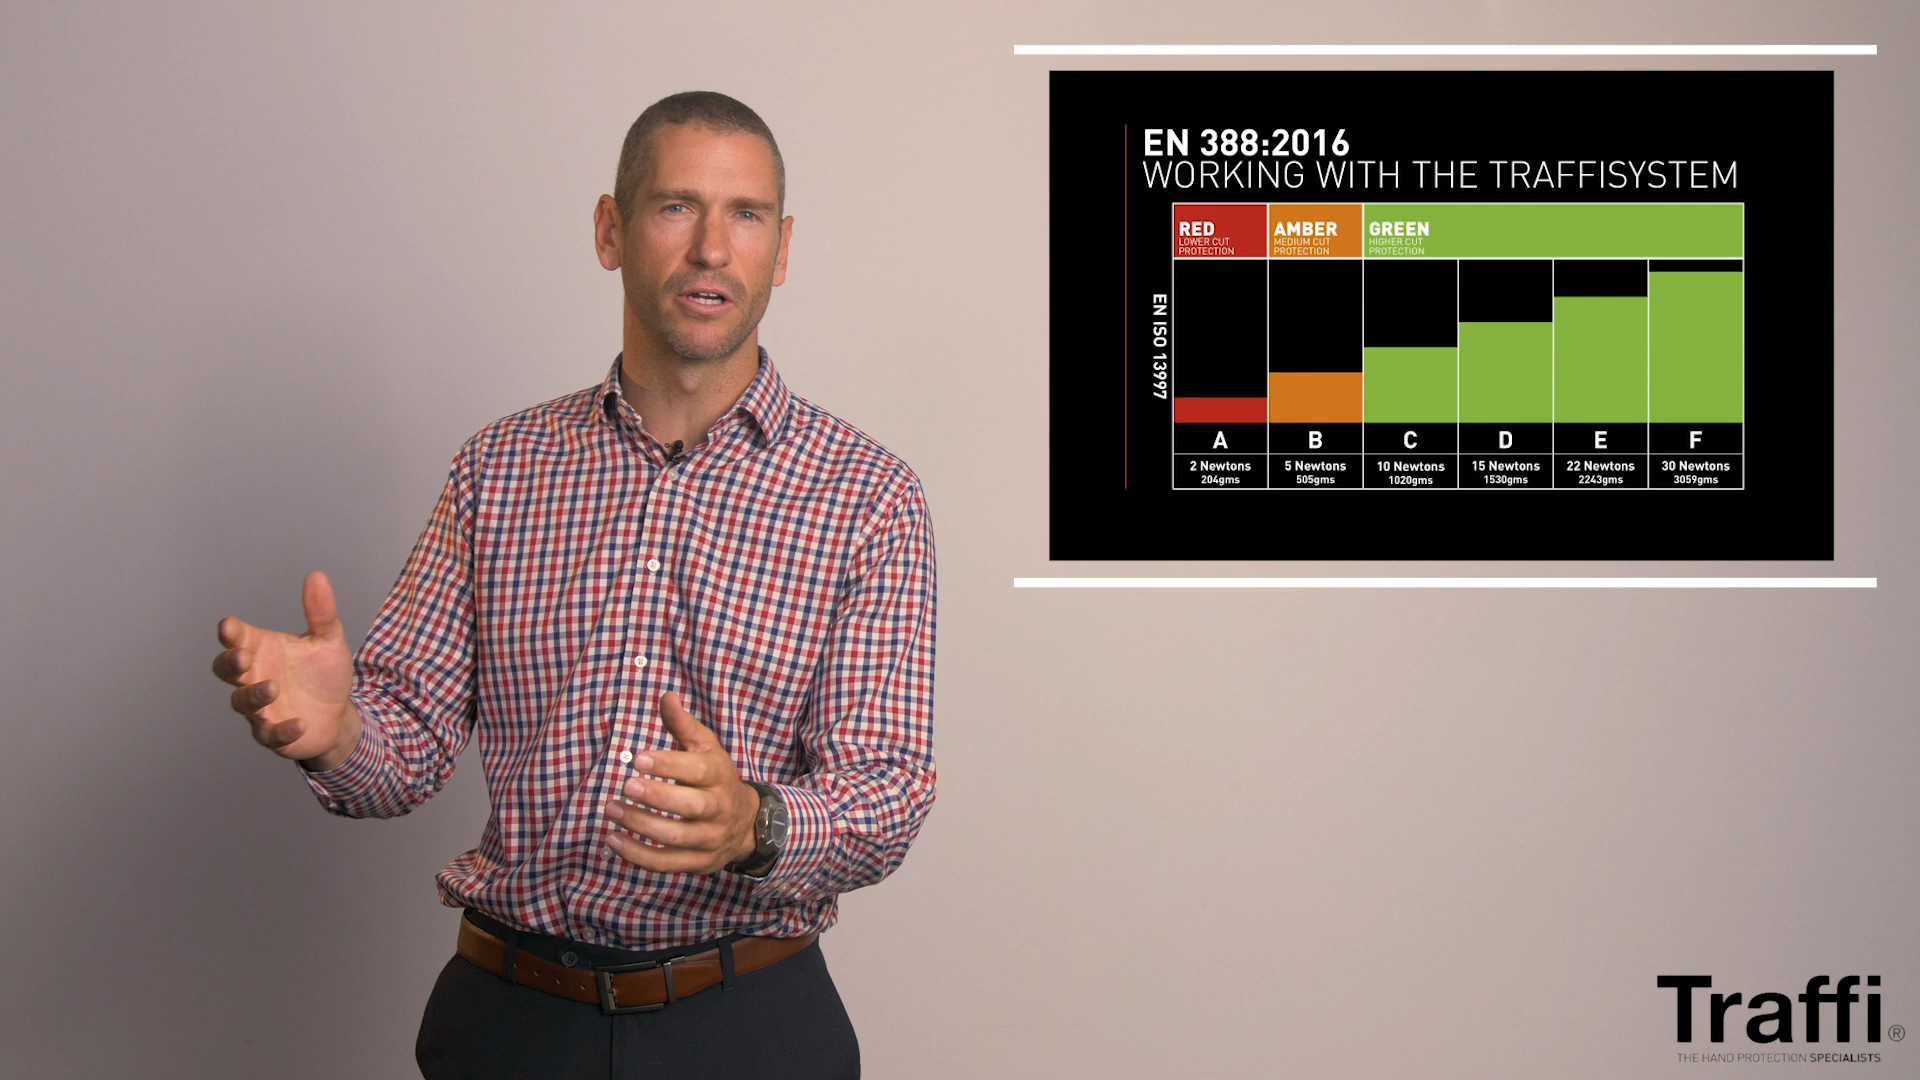 EN 388:2016
WORKING WITH THE TRAFFISYSTEM
RED
LOWER CUT
PROTECTION
AMBER
MEDIUM CUT
PROTECTION
GREEN
HIGHER CUT
PROTECTION
EN ISO 13997
A B C D E F
2 Newtons 5 Newtons 10 Newtons 15 Newtons 22 Newtons 30 Newtons
204gms 505gms 1020gms 1530gms 2243gms 3059gms
Traffi®
THE HAND PROTECTION SPECIALISTS